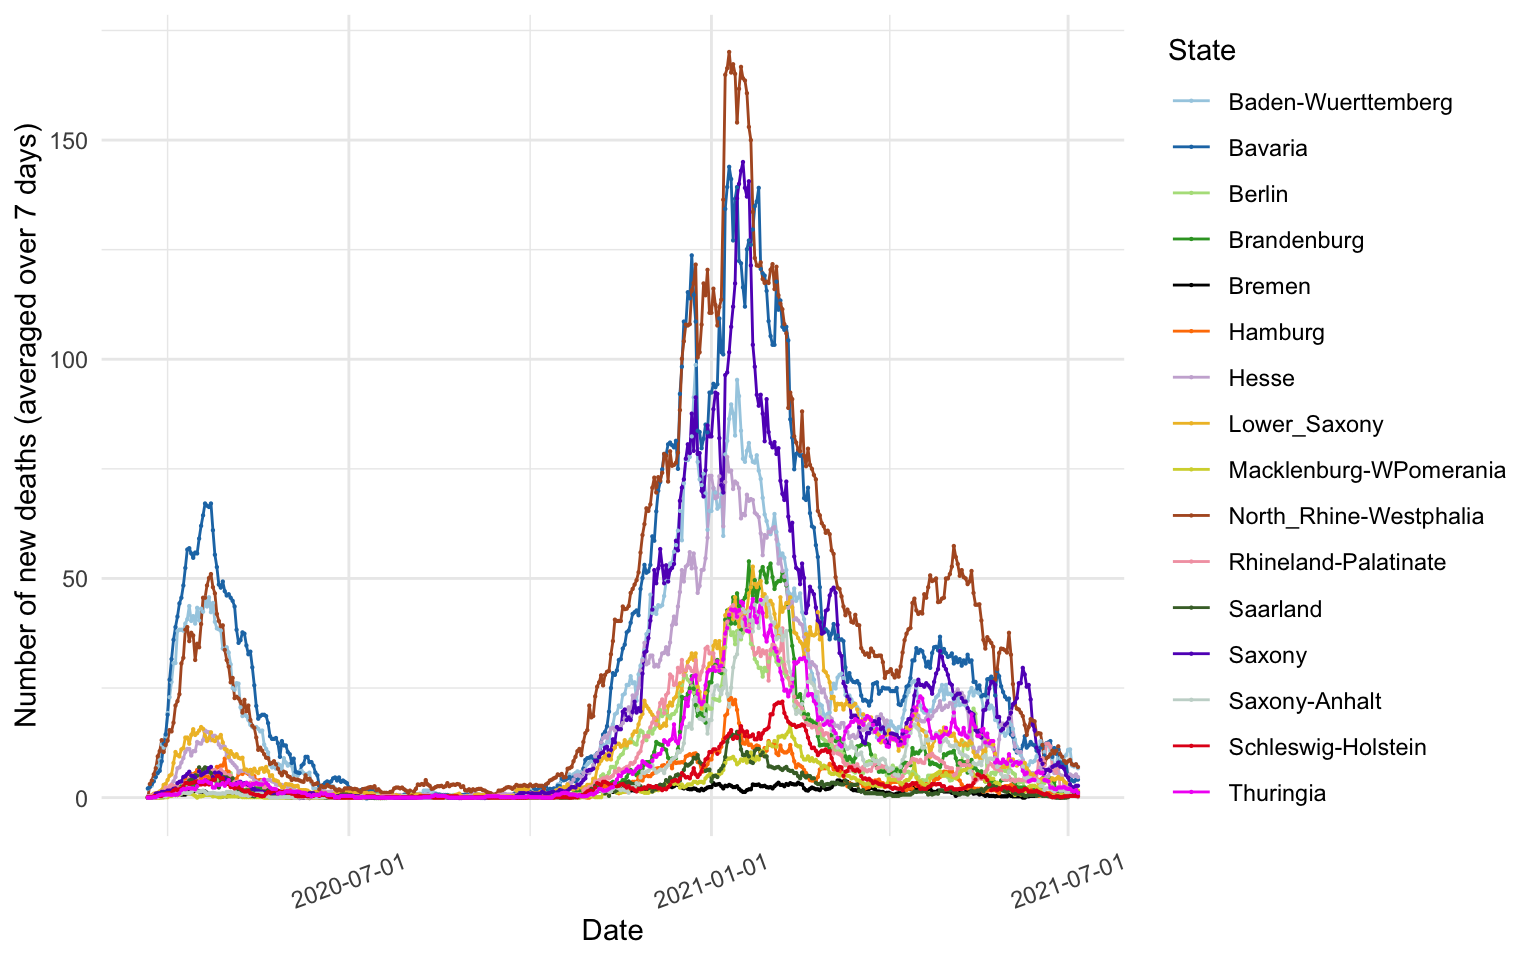 Number of new deaths (averaged over 7 days)
150
100
50
0
2020-07-01
2021-01-01
2021-07-01
Date
State
Baden-Wuerttemberg
Bavaria
Berlin
Brandenburg
Bremen
Hamburg
Hesse
Lower_Saxony
Macklenburg-WPomerania
North_Rhine-Westphalia
Rhineland-Palatinate
Saarland
Saxony
Saxony-Anhalt
Schleswig-Holstein
Thuringia